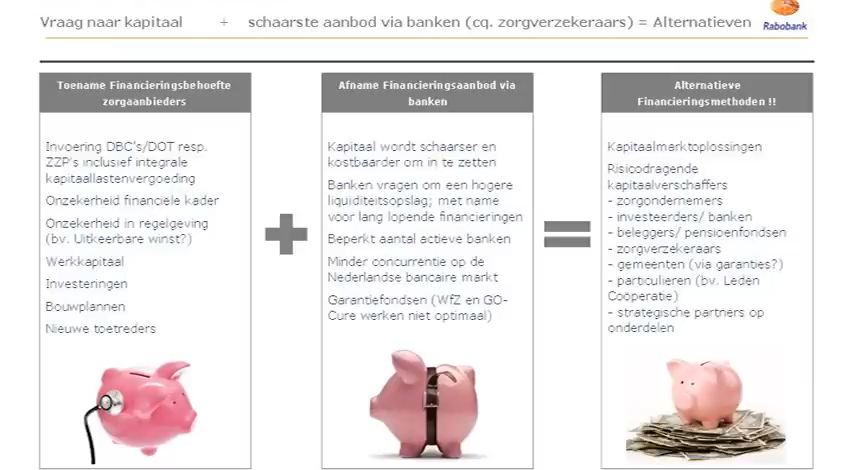 Vraag naar kapitaal + schaarste aanbod via banken (cq. zorgverzekeraars) = Alternatieven
Rabobank
Toename Financieringsbehoefte
zorgaanbieders
Invoering DBC's/DOT resp.
ZZP's inclusief integrale
kapitaallastenvergoeding
Onzekerheid financiële kader
Onzekerheid in regelgeving
(bv. Uitkeerbare winst?)
Werkkapitaal
Investeringen
Bouwplannen
Nieuwe toetreders
+
Afname Financieringsaanbod via
banken
Kapitaal wordt schaarser en
kostbaarder om in te zetten
Banken vragen om een hogere
liquiditeitsopslag; met name
voor lang lopende financieringen
Beperkt aantal actieve banken
Minder concurrentie op de
Nederlandse bancaire markt
Garantiefondsen (WfZ en GO-
Cure werken niet optimaal)
=
Alternatieve
Financieringsmethoden !!
Kapitaalmarktoplossingen
Risicodragende
kapitaalverschaffers
- zorgondernemers
- investeerders/ banken
- beleggers/ pensioenfondsen
- zorgverzekeraars
- gemeenten (via garanties?)
- particulieren (bv. Leden
Coöperatie)
- strategische partners op
onderdelen